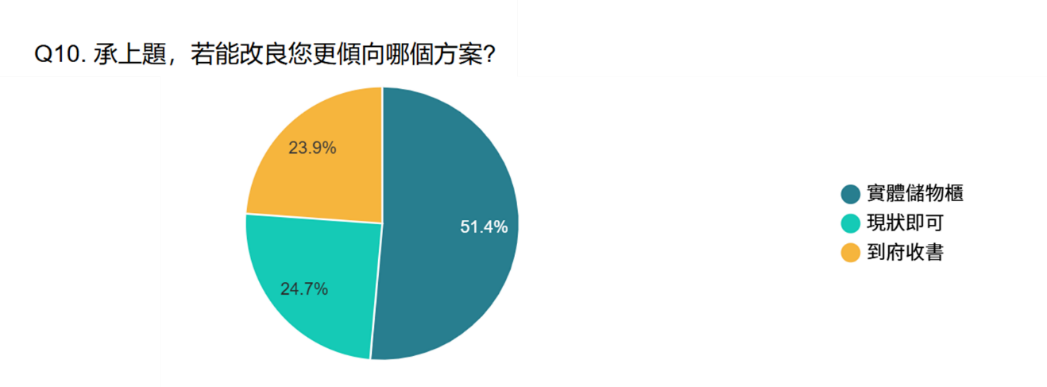 Q10. 承上題，若能改良您更傾向哪個方案?
23.9%
51.4%
24.7%
實體儲物櫃
現狀即可
到府收書